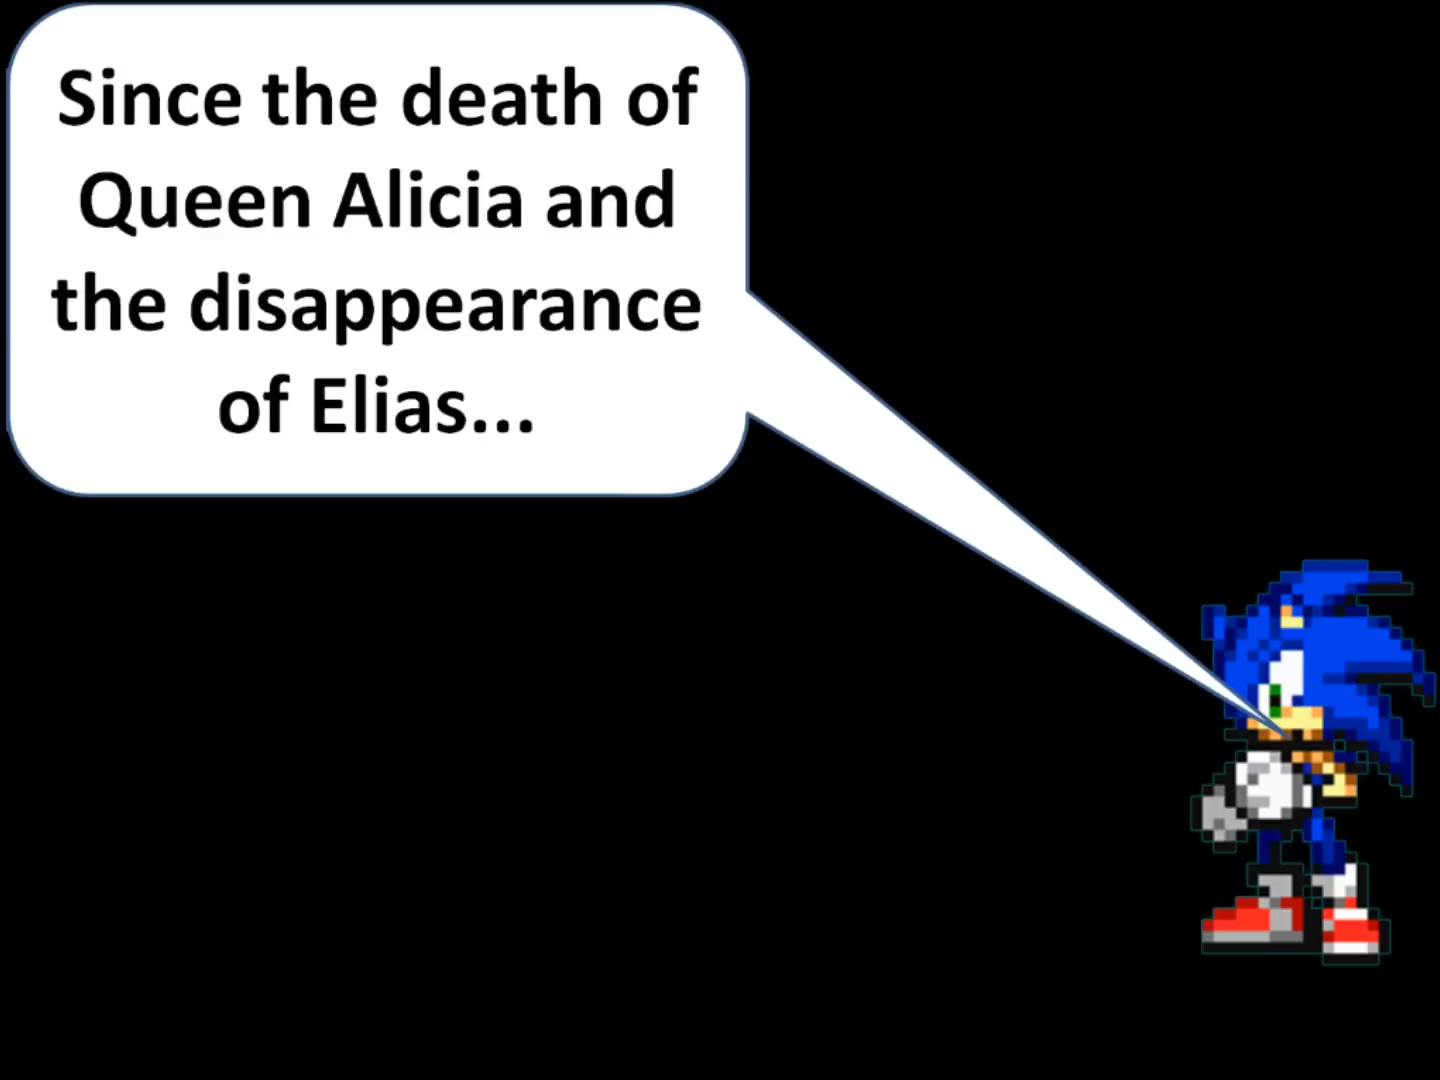 Since the death of
Queen Alicia and
the disappearance
of Elias...